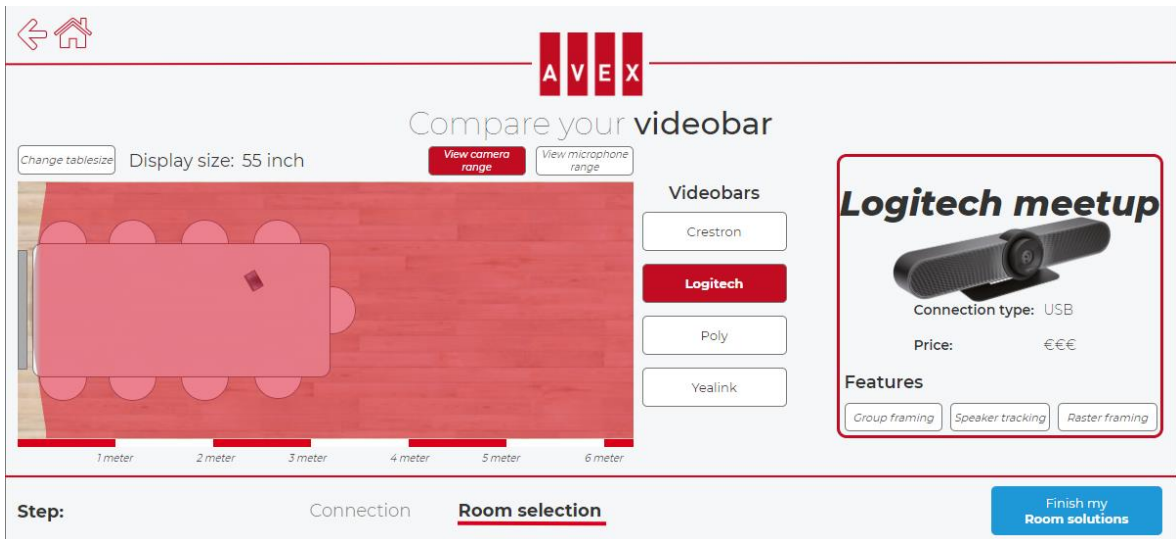 AVEX
Compare your videobar
Change tablesize
Display size: 55 inch
View camera
range
View microphone
range
1 meter
2 meter
3 meter
4 meter
5 meter
6 meter
Videobars
Crestron
Logitech
Poly
Yealink
Logitech meetup
Connection type: USB
Price: €€€
Features
Group framing
Speaker tracking
Raster framing
Step:
Connection
Room selection
Finish my
Room solutions